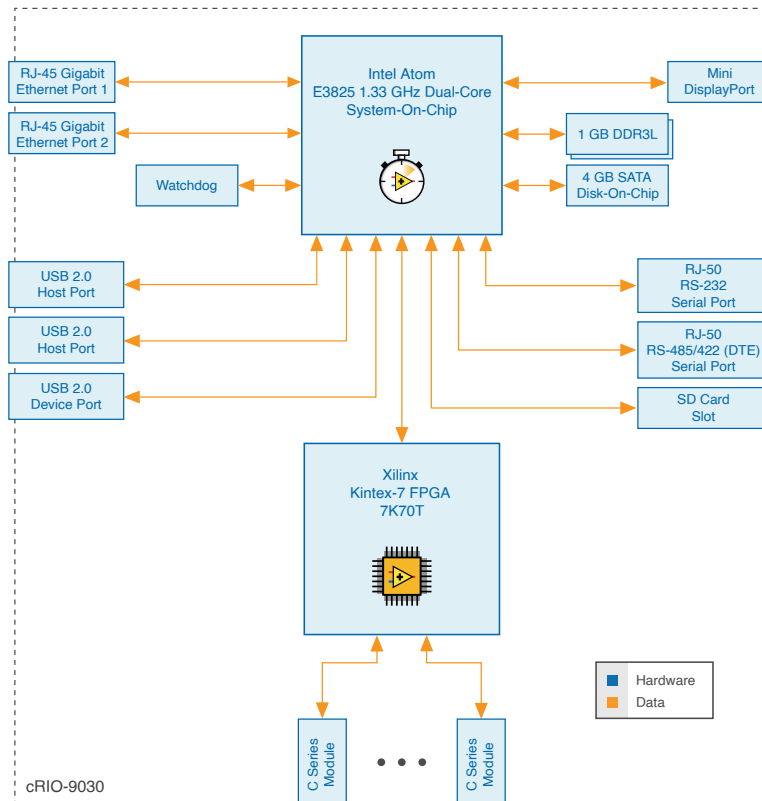 Intel Atom
E3825 1.33 GHz Dual-Core
System-On-Chip
RJ-45 Gigabit
Ethernet Port 1
RJ-45 Gigabit
Ethernet Port 2
Watchdog
Mini
DisplayPort
1 GB DDR3L
4 GB SATA
Disk-On-Chip
USB 2.0
Host Port
USB 2.0
Host Port
USB 2.0
Device Port
RJ-50
RS-232
Serial Port
RJ-50
RS-485/422 (DTE)
Serial Port
SD Card
Slot
Xilinx
Kintex-7 FPGA
7K70T
C Series
Module
C Series
Module
Hardware
Data
cRIO-9030